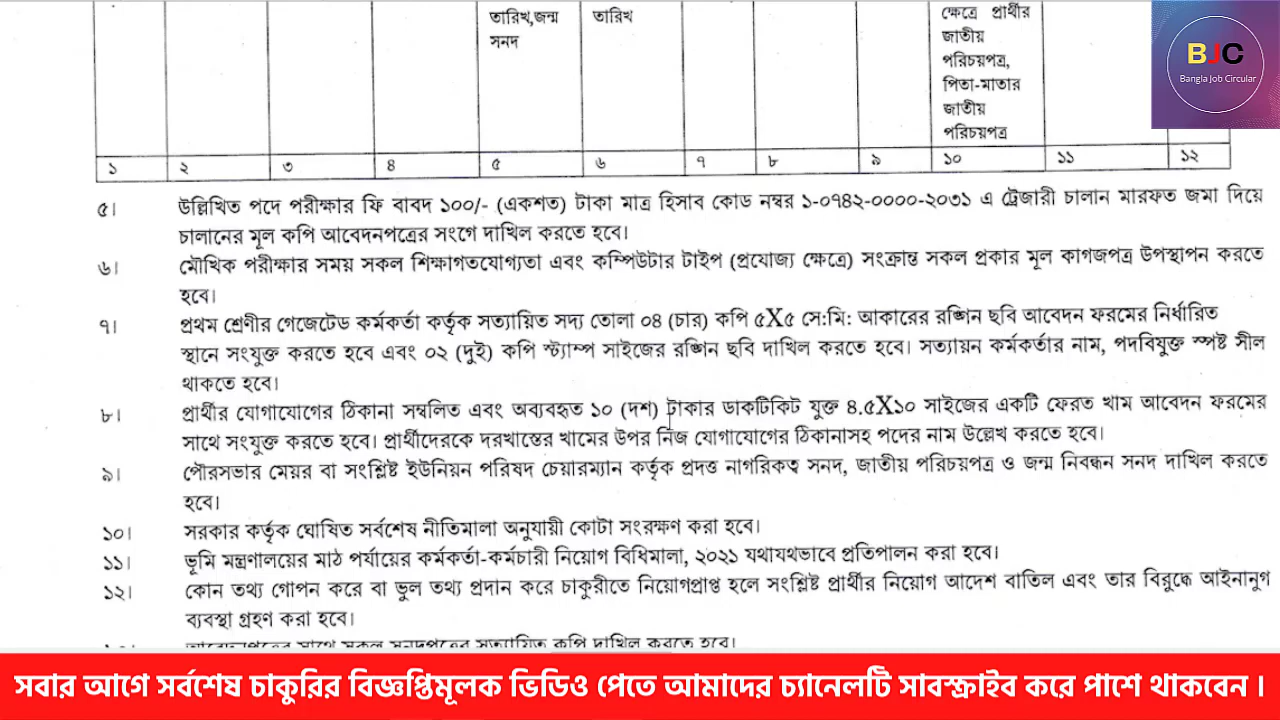 তারিখ,জন্ম
সনদ
তারিখ
ক্ষেত্রে প্রার্থীর
জাতীয়
পরিচয়পত্র,
পিতা-মাতার
জাতীয়
পরিচয়পত্র
BJC
Bangla Job Circular
১ ২ ৩ ৪ ৫ ৬ ৭ ৮ ৯ ১০ ১১ ১২
৫। উল্লিখিত পদে পরীক্ষার ফি বাবদ ১০০/- (একশত) টাকা মাত্র হিসাব কোড নম্বর ১-০৭৪২-০০০০-২০৩১ এ ট্রেজারী চালান মারফত জমা দিয়ে
চালানের মূল কপি আবেদনপত্রের সংগে দাখিল করতে হবে।
৬। মৌখিক পরীক্ষার সময় সকল শিক্ষাগতযোগ্যতা এবং কম্পিউটার টাইপ (প্রযোজ্য ক্ষেত্রে) সংক্রান্ত সকল প্রকার মূল কাগজপত্র উপস্থাপন করতে
হবে।
৭। প্রথম শ্রেণীর গেজেটেড কর্মকর্তা কর্তৃক সত্যায়িত সদ্য তোলা ০৪ (চার) কপি ৫X৫ সে:মি: আকারের রঙ্গিন ছবি আবেদন ফরমের নির্ধারিত
স্থানে সংযুক্ত করতে হবে এবং ০২ (দুই) কপি স্ট্যাম্প সাইজের রঙ্গিন ছবি দাখিল করতে হবে। সত্যায়ন কর্মকর্তার নাম, পদবিযুক্ত স্পষ্ট সীল
থাকতে হবে।
৮। প্রার্থীর যোগাযোগের ঠিকানা সম্বলিত এবং অব্যবহৃত ১০ (দশ) টাকার ডাকটিকিট যুক্ত ৪.৫X১০ সাইজের একটি ফেরত খাম আবেদন ফরমের
সাথে সংযুক্ত করতে হবে। প্রার্থীদেরকে দরখাস্তের খামের উপর নিজ যোগাযোগের ঠিকানাসহ পদের নাম উল্লেখ করতে হবে।
৯। পৌরসভার মেয়র বা সংশ্লিষ্ট ইউনিয়ন পরিষদ চেয়ারম্যান কর্তৃক প্রদত্ত নাগরিকত্ব সনদ, জাতীয় পরিচয়পত্র ও জন্ম নিবন্ধন সনদ দাখিল করতে
হবে।
১০। সরকার কর্তৃক ঘোষিত সর্বশেষ নীতিমালা অনুযায়ী কোটা সংরক্ষণ করা হবে।
১১। ভূমি মন্ত্রণালয়ের মাঠ পর্যায়ের কর্মকর্তা-কর্মচারী নিয়োগ বিধিমালা, ২০২১ যথাযথভাবে প্রতিপালন করা হবে।
১২। কোন তথ্য গোপন করে বা ভুল তথ্য প্রদান করে চাকুরীতে নিয়োগপ্রাপ্ত হলে সংশ্লিষ্ট প্রার্থীর নিয়োগ আদেশ বাতিল এবং তার বিরুদ্ধে আইনানুগ
ব্যবস্থা গ্রহণ করা হবে।
আবেদনপত্রের সাথে সকল সনদপত্রের সত্যায়িত কপি দাখিল করতে হবে।
সবার আগে সর্বশেষ চাকুরির বিজ্ঞপ্তিমূলক ভিডিও পেতে আমাদের চ্যানেলটি সাবস্ক্রাইব করে পাশে থাকবেন।